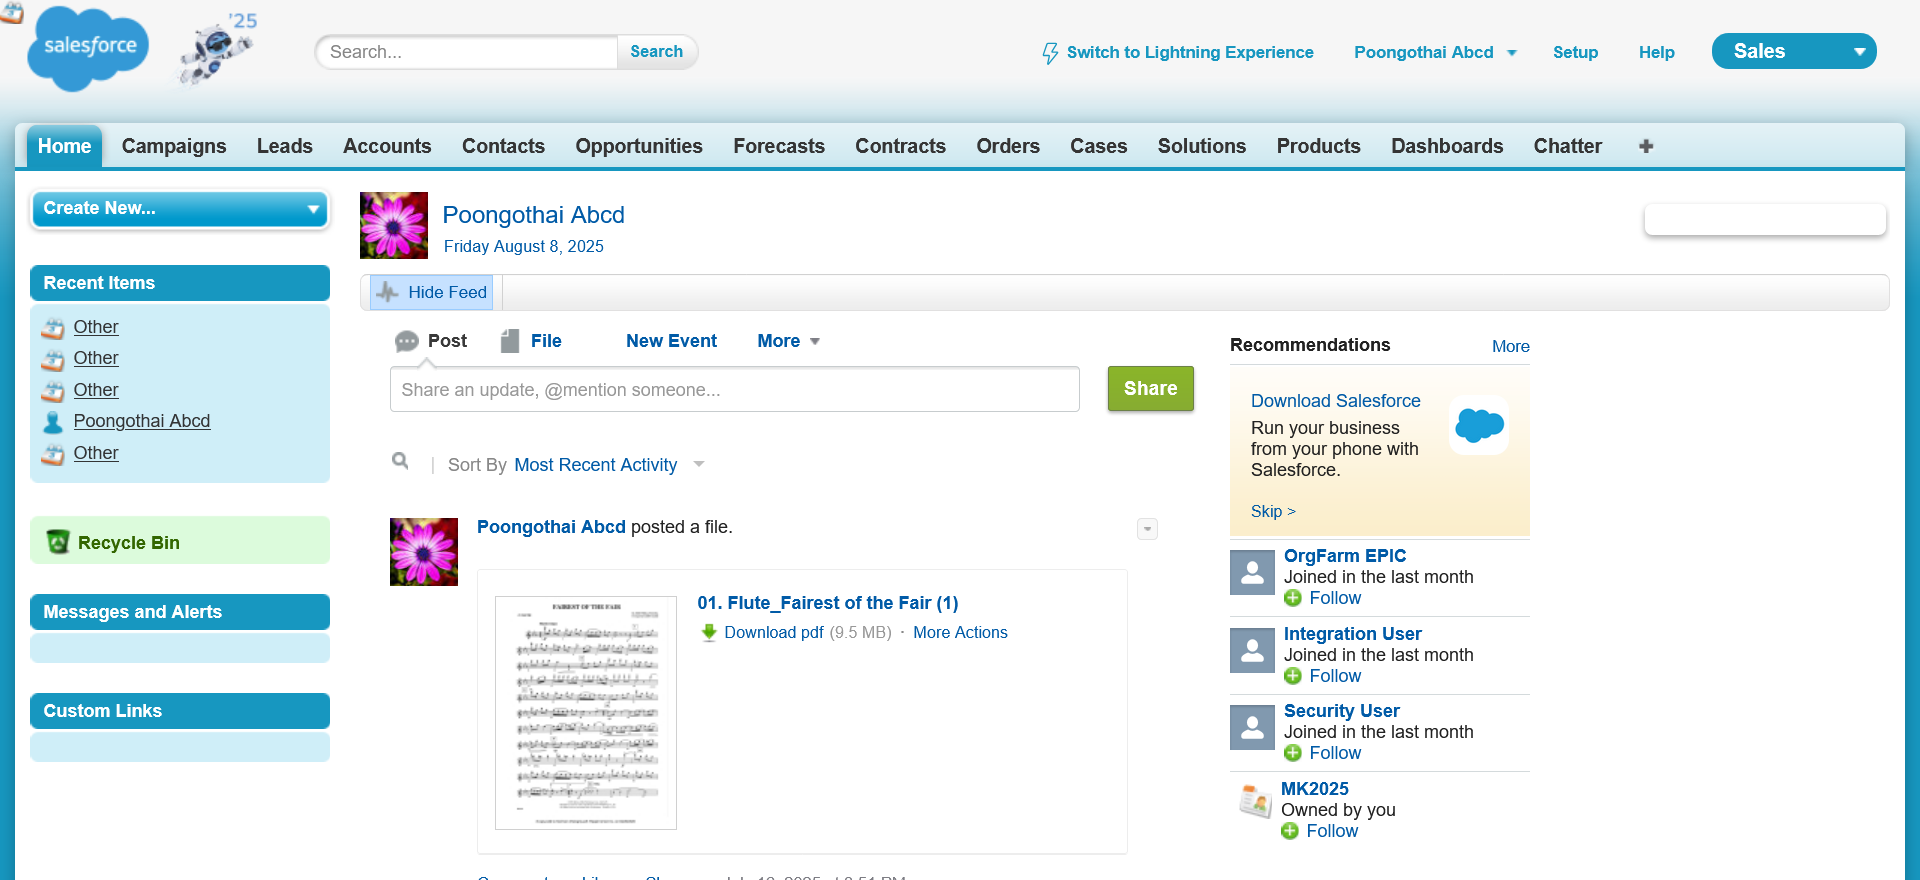 salesforce
'25
Search...
Search
Switch to Lightning Experience
Poongothai Abcd
Setup
Help
Sales
Home
Campaigns
Leads
Accounts
Contacts
Opportunities
Forecasts
Contracts
Orders
Cases
Solutions
Products
Dashboards
Chatter
Create New...
Recent Items
Other
Other
Other
Poongothai Abcd
Other
Recycle Bin
Messages and Alerts
Custom Links
Poongothai Abcd
Friday August 8, 2025
Hide Feed
Post
File
New Event
More
Share an update, @mention someone...
Share
Sort By Most Recent Activity
Poongothai Abcd posted a file.
FAIREST OF THE FAIR
01. Flute_Fairest of the Fair (1)
Download pdf (9.5 MB) · More Actions
Recommendations
More
Download Salesforce
Run your business
from your phone with
Salesforce.
Skip >
OrgFarm EPIC
Joined in the last month
Follow
Integration User
Joined in the last month
Follow
Security User
Joined in the last month
Follow
MK2025
Owned by you
Follow